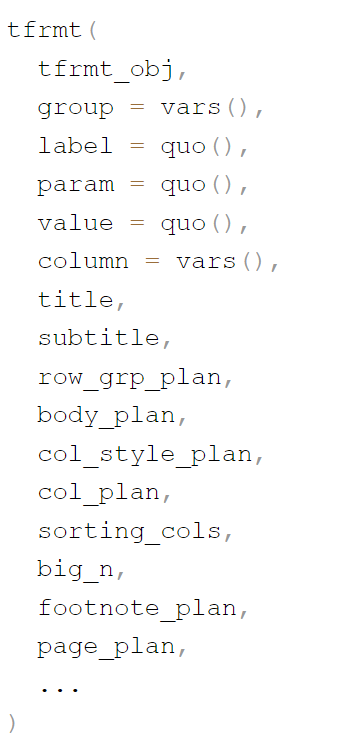 tfrmt(
  tfrmt_obj,
  group = vars(),
  label = quo(),
  param = quo(),
  value = quo(),
  column = vars(),
  title,
  subtitle,
  row_grp_plan,
  body_plan,
  col_style_plan,
  col_plan,
  sorting_cols,
  big_n,
  footnote_plan,
  page_plan,
  ...
)